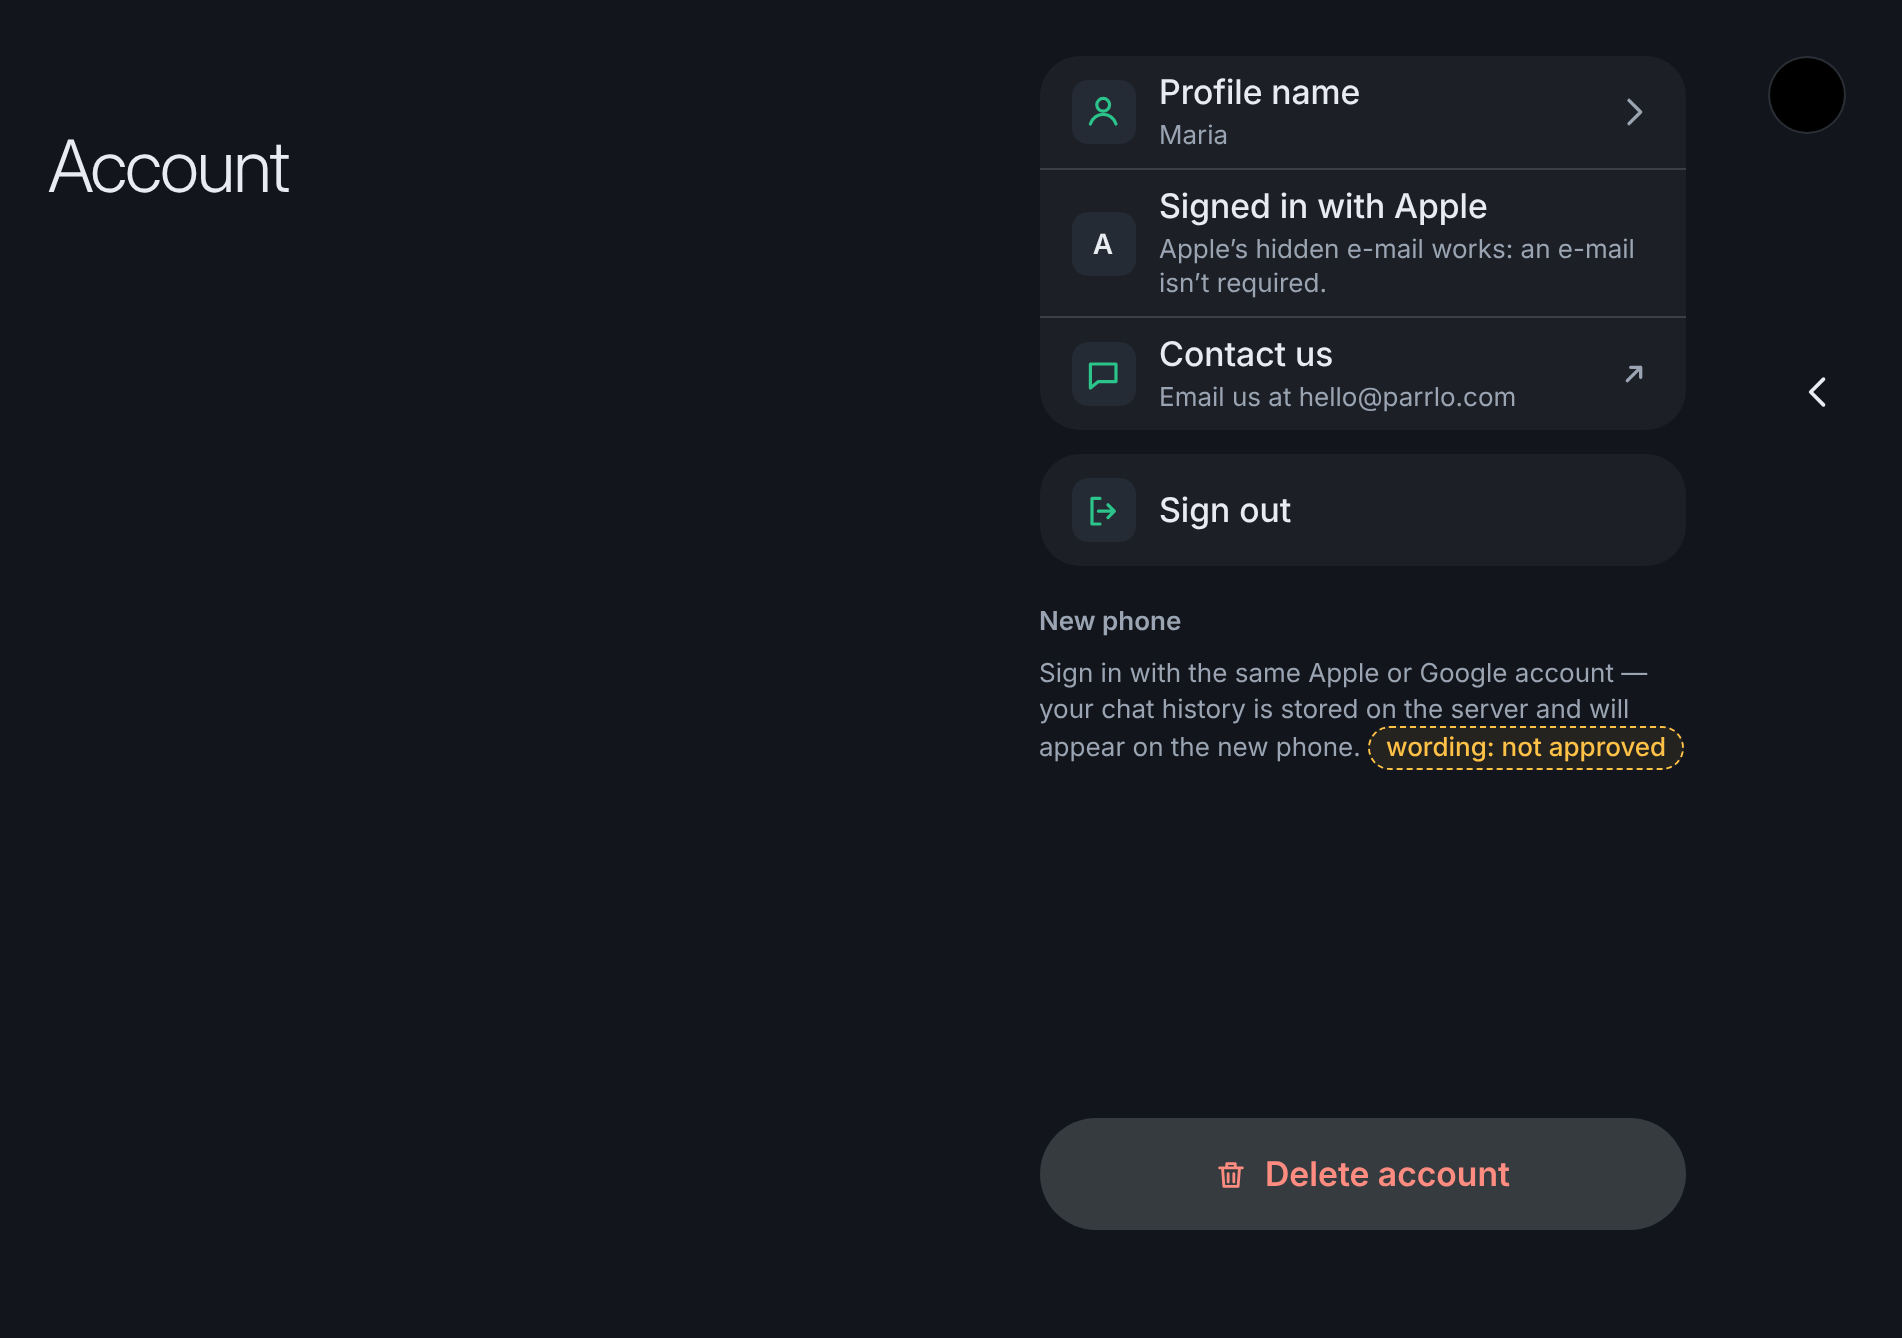 Account
Profile name
Maria
A
Signed in with Apple
Apple’s hidden e-mail works: an e-mail
isn’t required.
Contact us
Email us at hello@parrlo.com
Sign out
New phone
Sign in with the same Apple or Google account —
your chat history is stored on the server and will
appear on the new phone. wording: not approved
Delete account